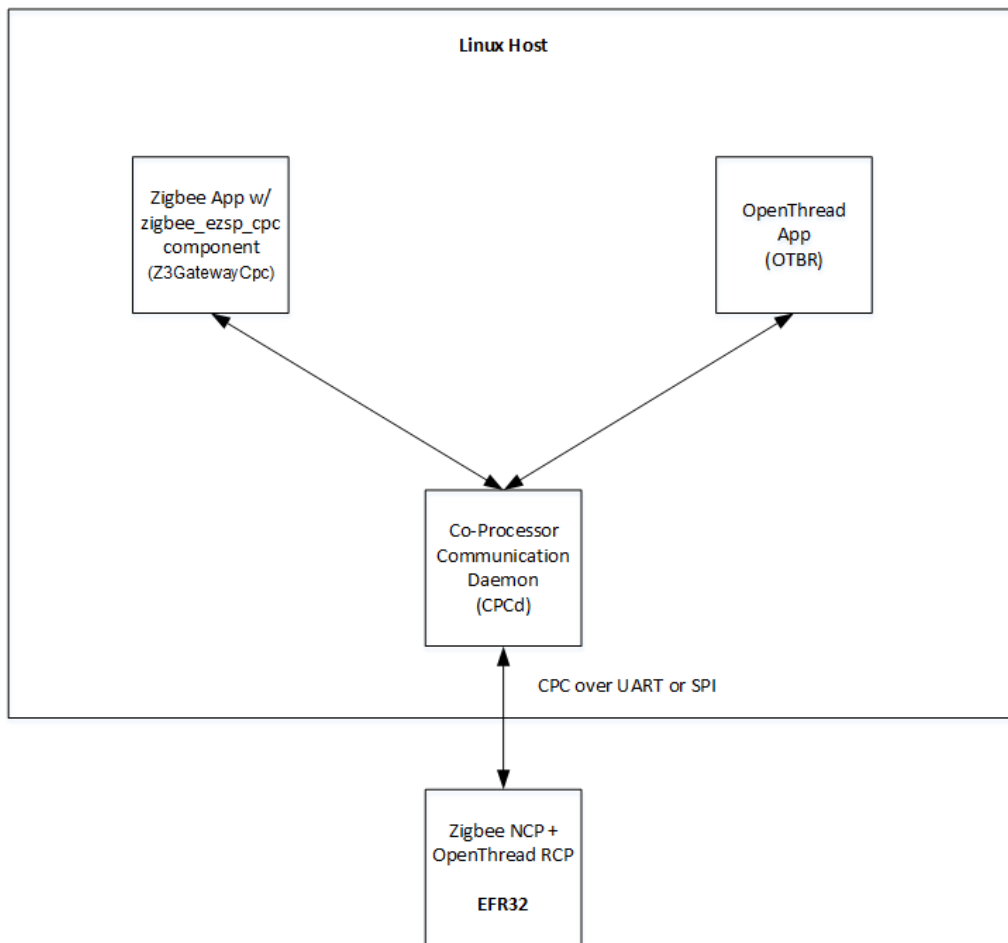 Linux Host
Zigbee App w/
zigbee_ezsp_cpc
component
(Z3GatewayCpc)
OpenThread
App
(OTBR)
Co-Processor
Communication
Daemon
(CPCd)
CPC over UART or SPI
Zigbee NCP +
OpenThread RCP
EFR32